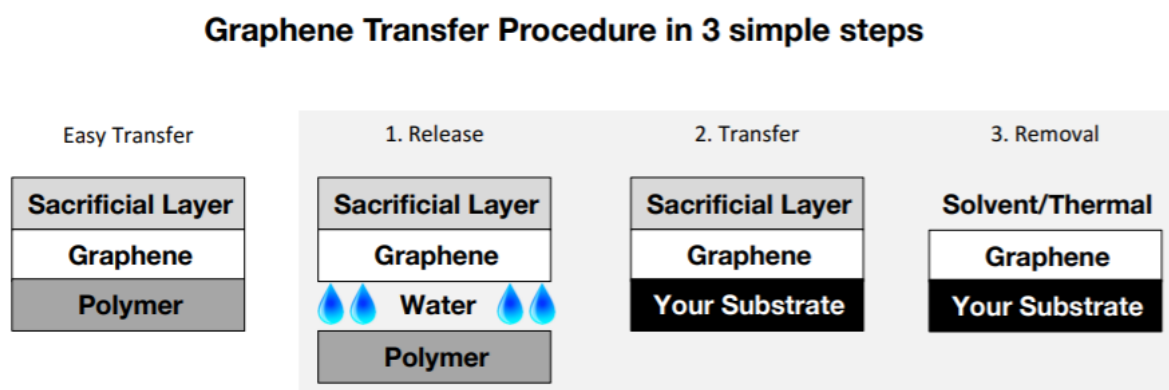 Graphene Transfer Procedure in 3 simple steps
Easy Transfer
Sacrificial Layer
Graphene
Polymer
1. Release
Sacrificial Layer
Graphene
Water
Polymer
2. Transfer
Sacrificial Layer
Graphene
Your Substrate
3. Removal
Solvent/Thermal
Graphene
Your Substrate